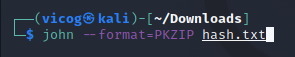 ┌──(vicog㉿kali)-[~/Downloads]
└─$ john --format=PKZIP hash.txt